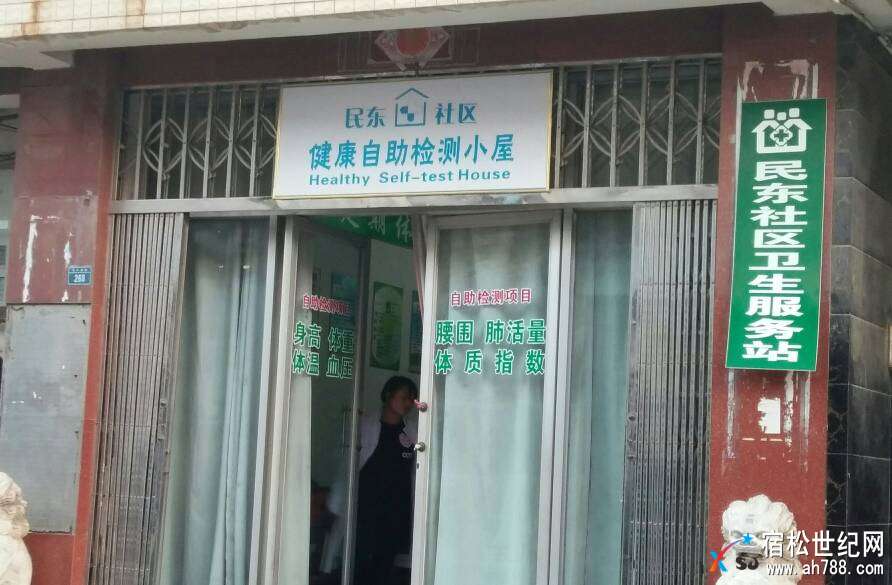 民东 社区
健康自助检测小屋
Healthy Self-test House
民东社区卫生服务站
268
自助检测项目
身高 体重
体温 血压
自助检测项目
腰围 肺活量
体质指数
宿松世纪网
www.ah788.com